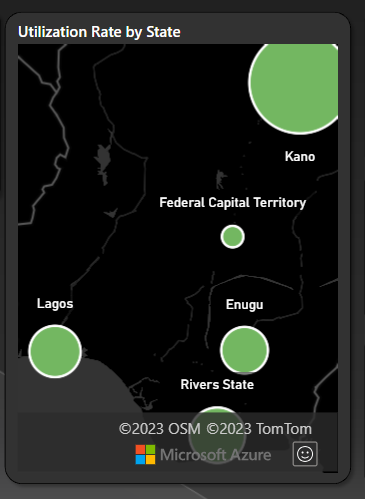 Utilization Rate by State
Kano
Federal Capital Territory
Lagos
Enugu
Rivers State
©2023 OSM ©2023 TomTom
Microsoft Azure